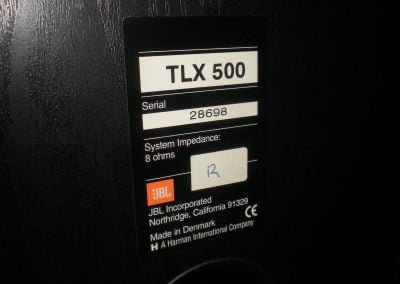 TLX 500
Serial
28698
System Impedance:
8 ohms
R
JBL
JBL Incorporated
Northridge, California 91329
CE
Made in Denmark
H A Harman International Company